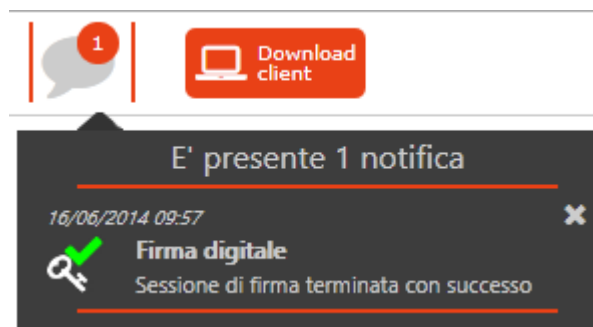 1
Download
client
E' presente 1 notifica
16/06/2014 09:57
Firma digitale
Sessione di firma terminata con successo